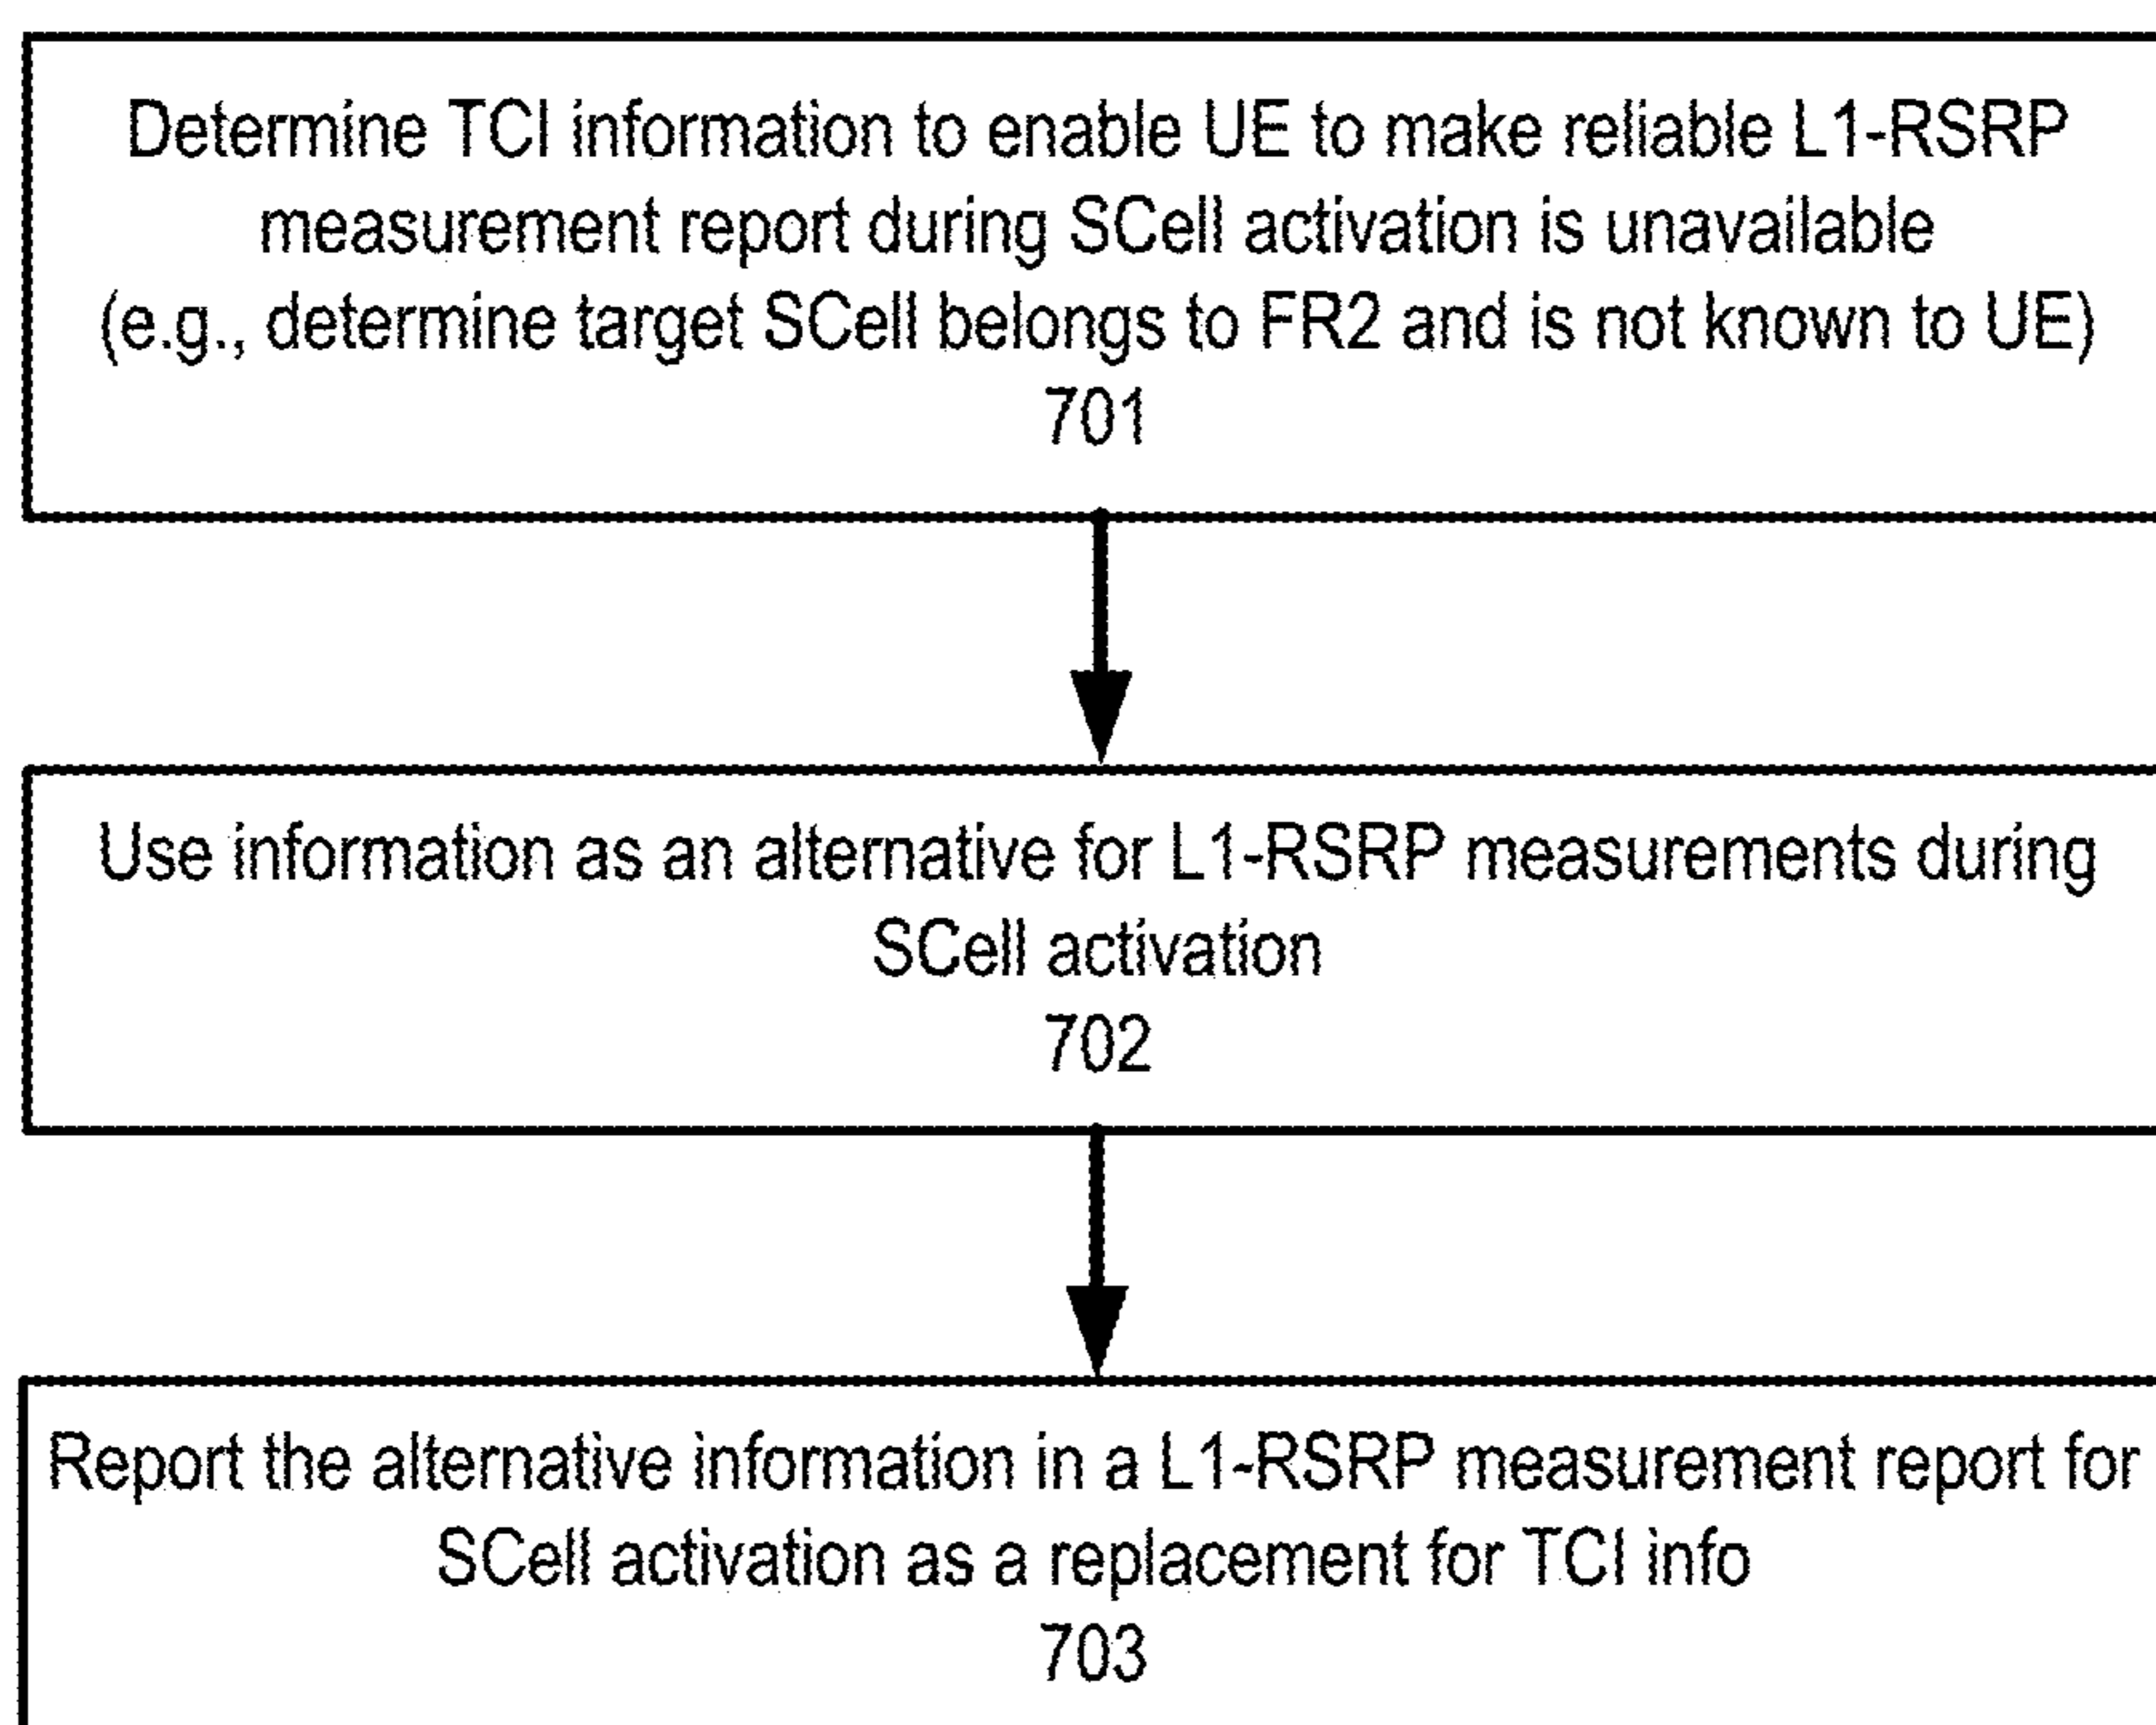 Determine TCI information to enable UE to make reliable L1-RSRP
measurement report during SCell activation is unavailable
(e.g., determine target SCell belongs to FR2 and is not known to UE)
701
Use information as an alternative for L1-RSRP measurements during
SCell activation
702
Report the alternative information in a L1-RSRP measurement report for
SCell activation as a replacement for TCI info
703